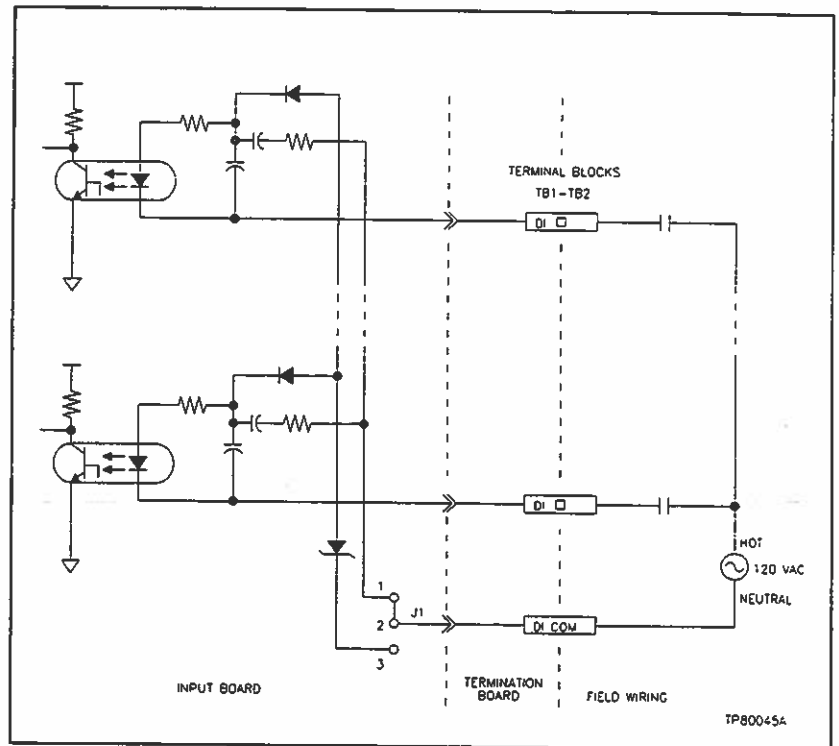 TERMINAL BLOCKS
TB1-TB2
DI
DI
HOT
120 VAC
NEUTRAL
1
J1
2
DI COM
3
INPUT BOARD
TERMINATION
BOARD
FIELD WIRING
TP80045A